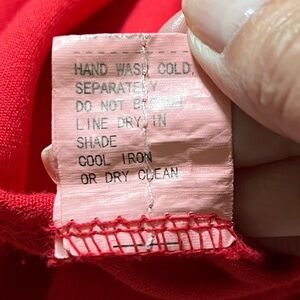 HAND WASH COLD,
SEPARATELY
DO NOT
LINE DRY IN
SHADE
COOL IRON
OR DRY CLEAN